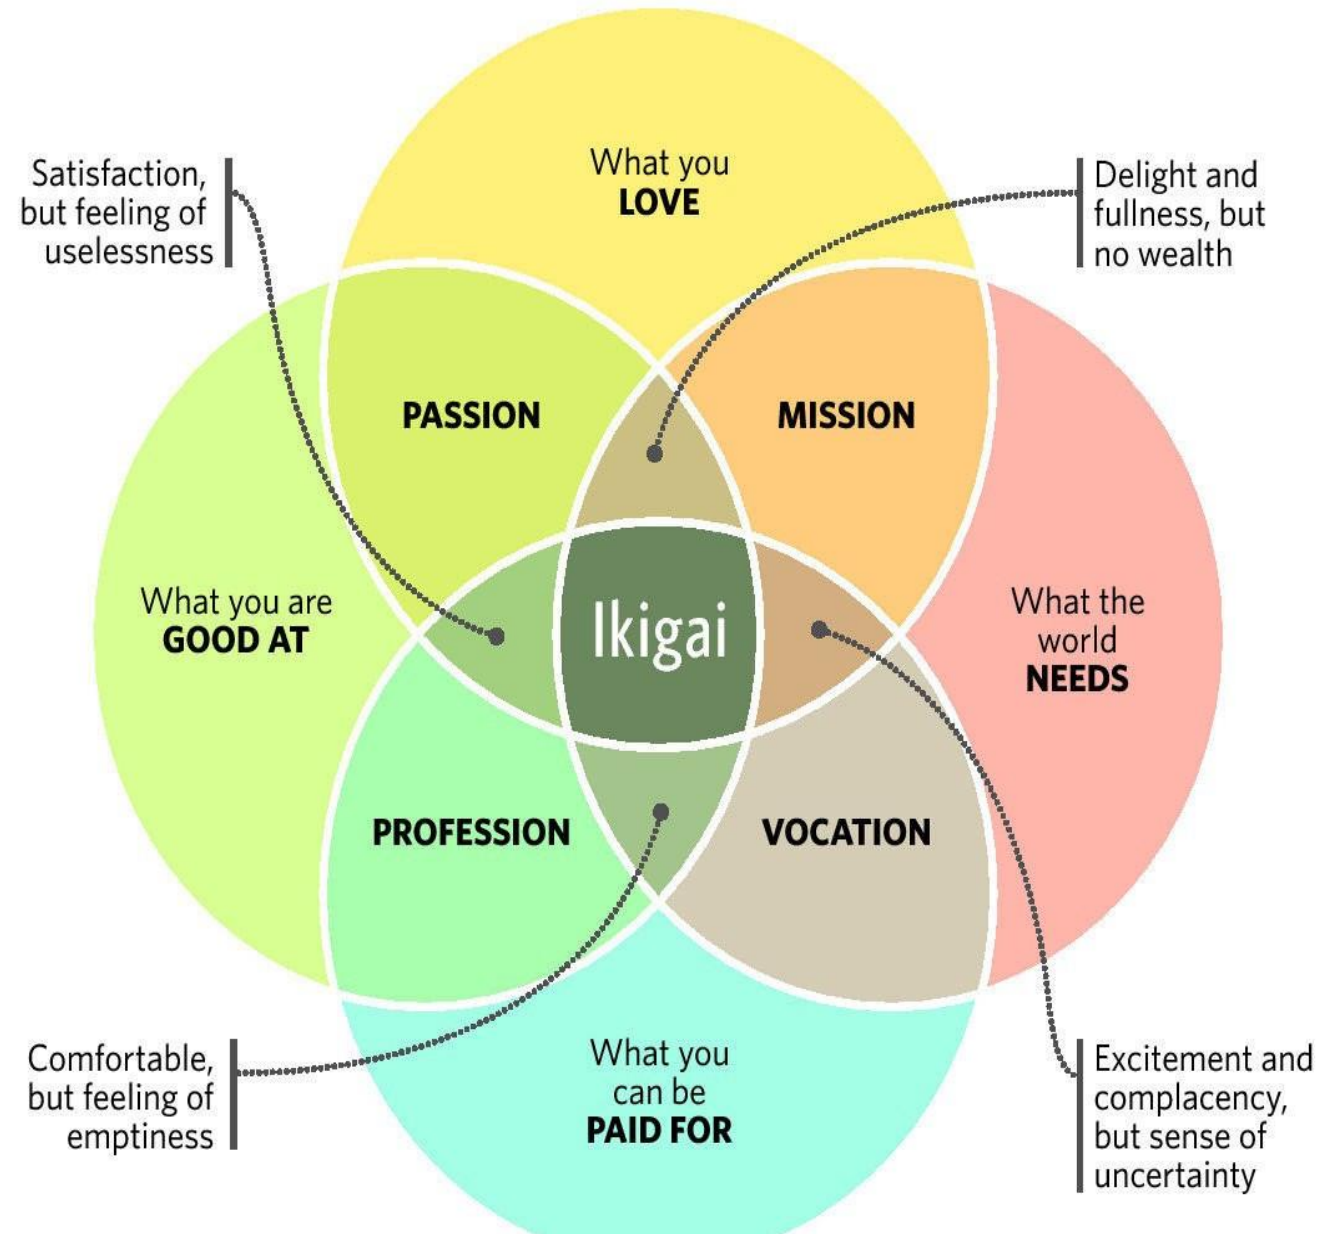 What you
LOVE
Satisfaction,
but feeling of
uselessness
Delight and
fullness, but
no wealth
PASSION
MISSION
What you are
GOOD AT
Ikigai
What the
world
NEEDS
PROFESSION
VOCATION
Comfortable,
but feeling of
emptiness
What you
can be
PAID FOR
Excitement and
complacency,
but sense of
uncertainty